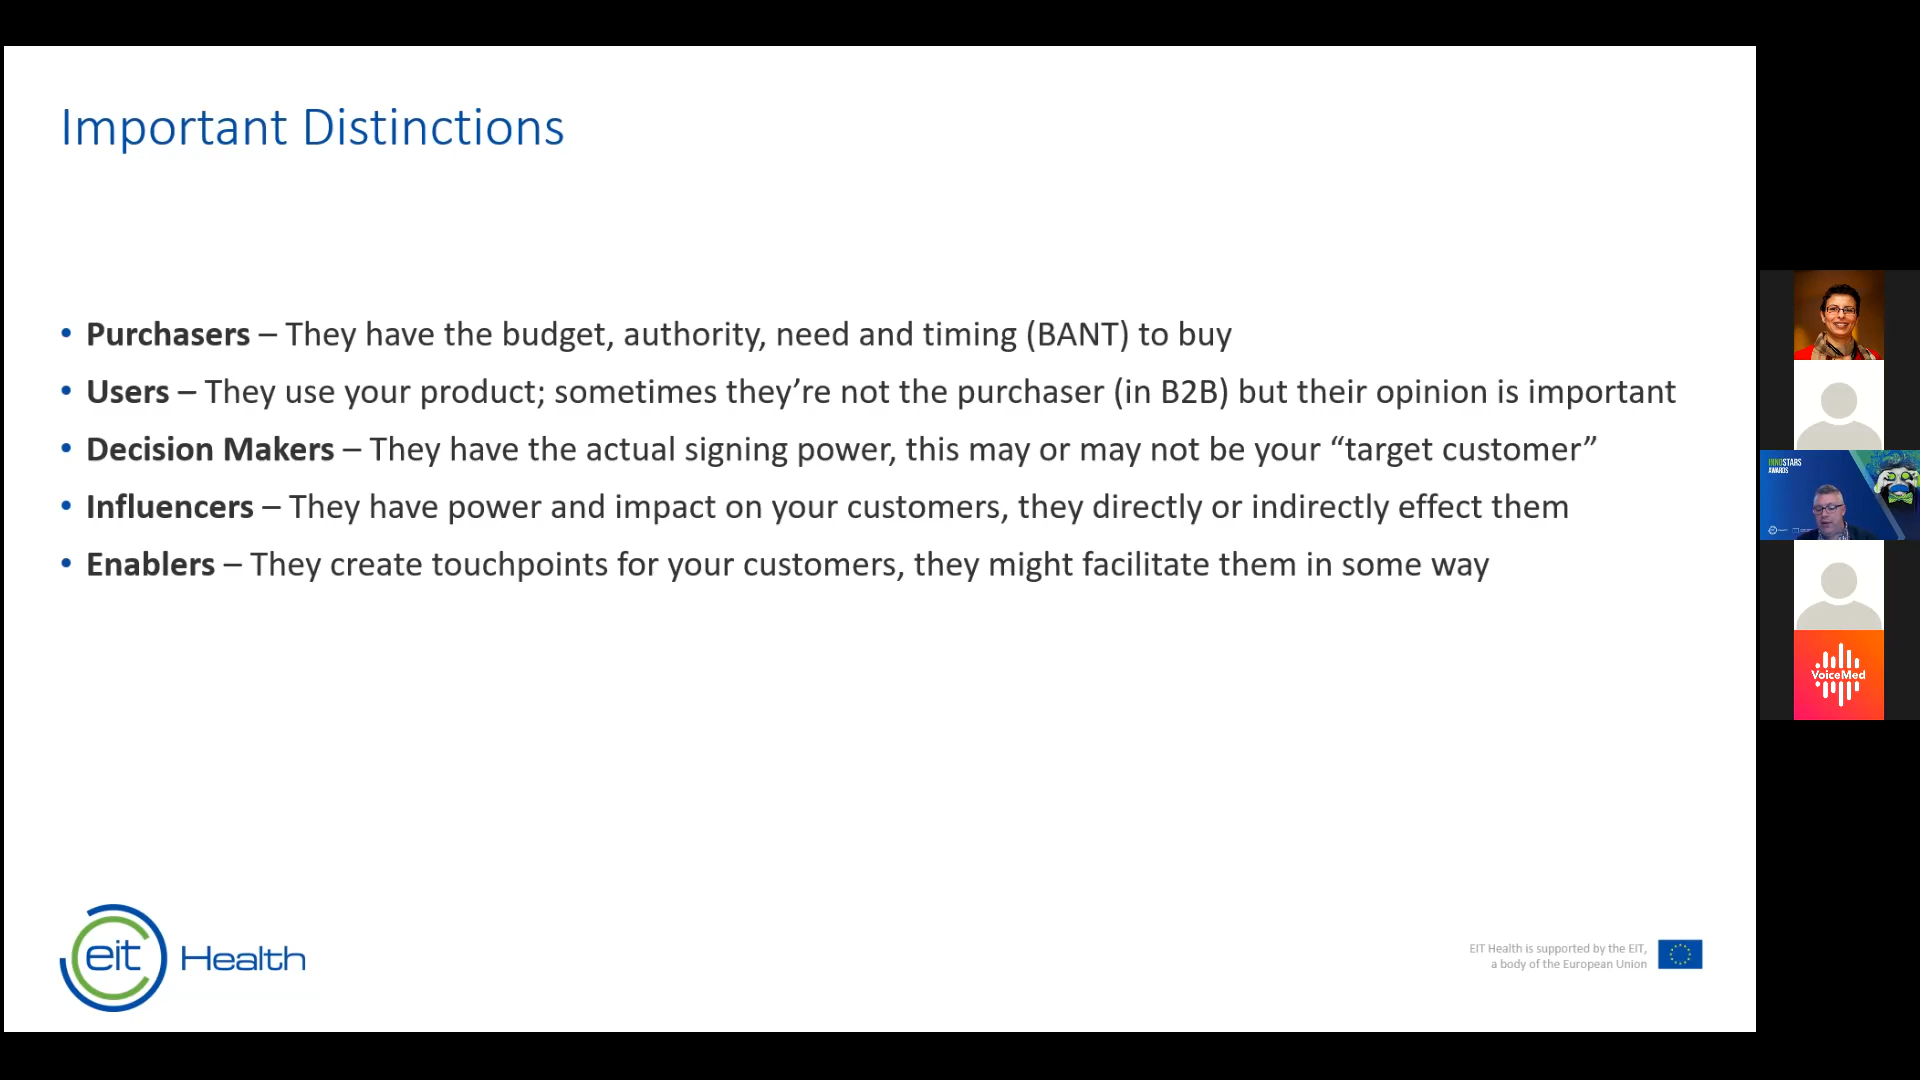 Important Distinctions
• Purchasers – They have the budget, authority, need and timing (BANT) to buy
• Users – They use your product; sometimes they’re not the purchaser (in B2B) but their opinion is important
• Decision Makers – They have the actual signing power, this may or may not be your “target customer”
• Influencers – They have power and impact on your customers, they directly or indirectly effect them
• Enablers – They create touchpoints for your customers, they might facilitate them in some way
eit Health
EIT Health is supported by the EIT,
a body of the European Union
INNOSTARS
AWARDS
VoiceMed